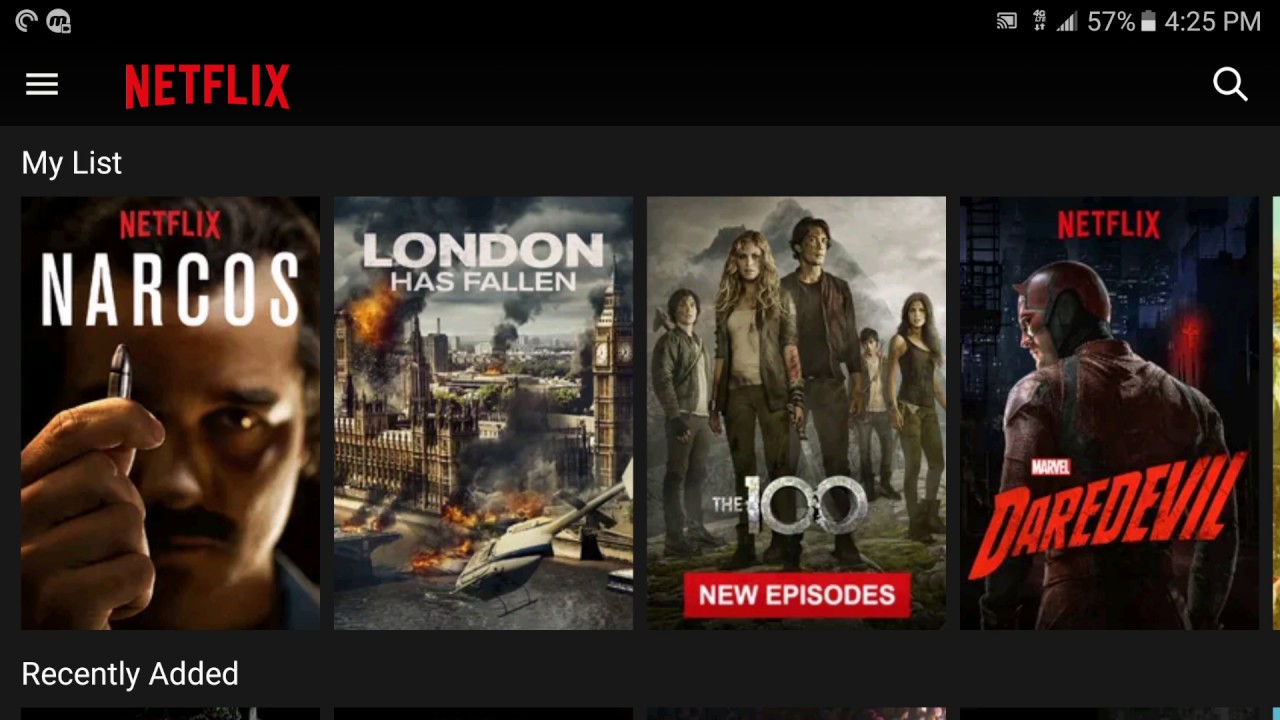 57% 4:25 PM
NETFLIX
My List
NETFLIX
NARCOS
LONDON
HAS FALLEN
THE 100
NEW EPISODES
NETFLIX
MARVEL
DAREDEVIL
Recently Added